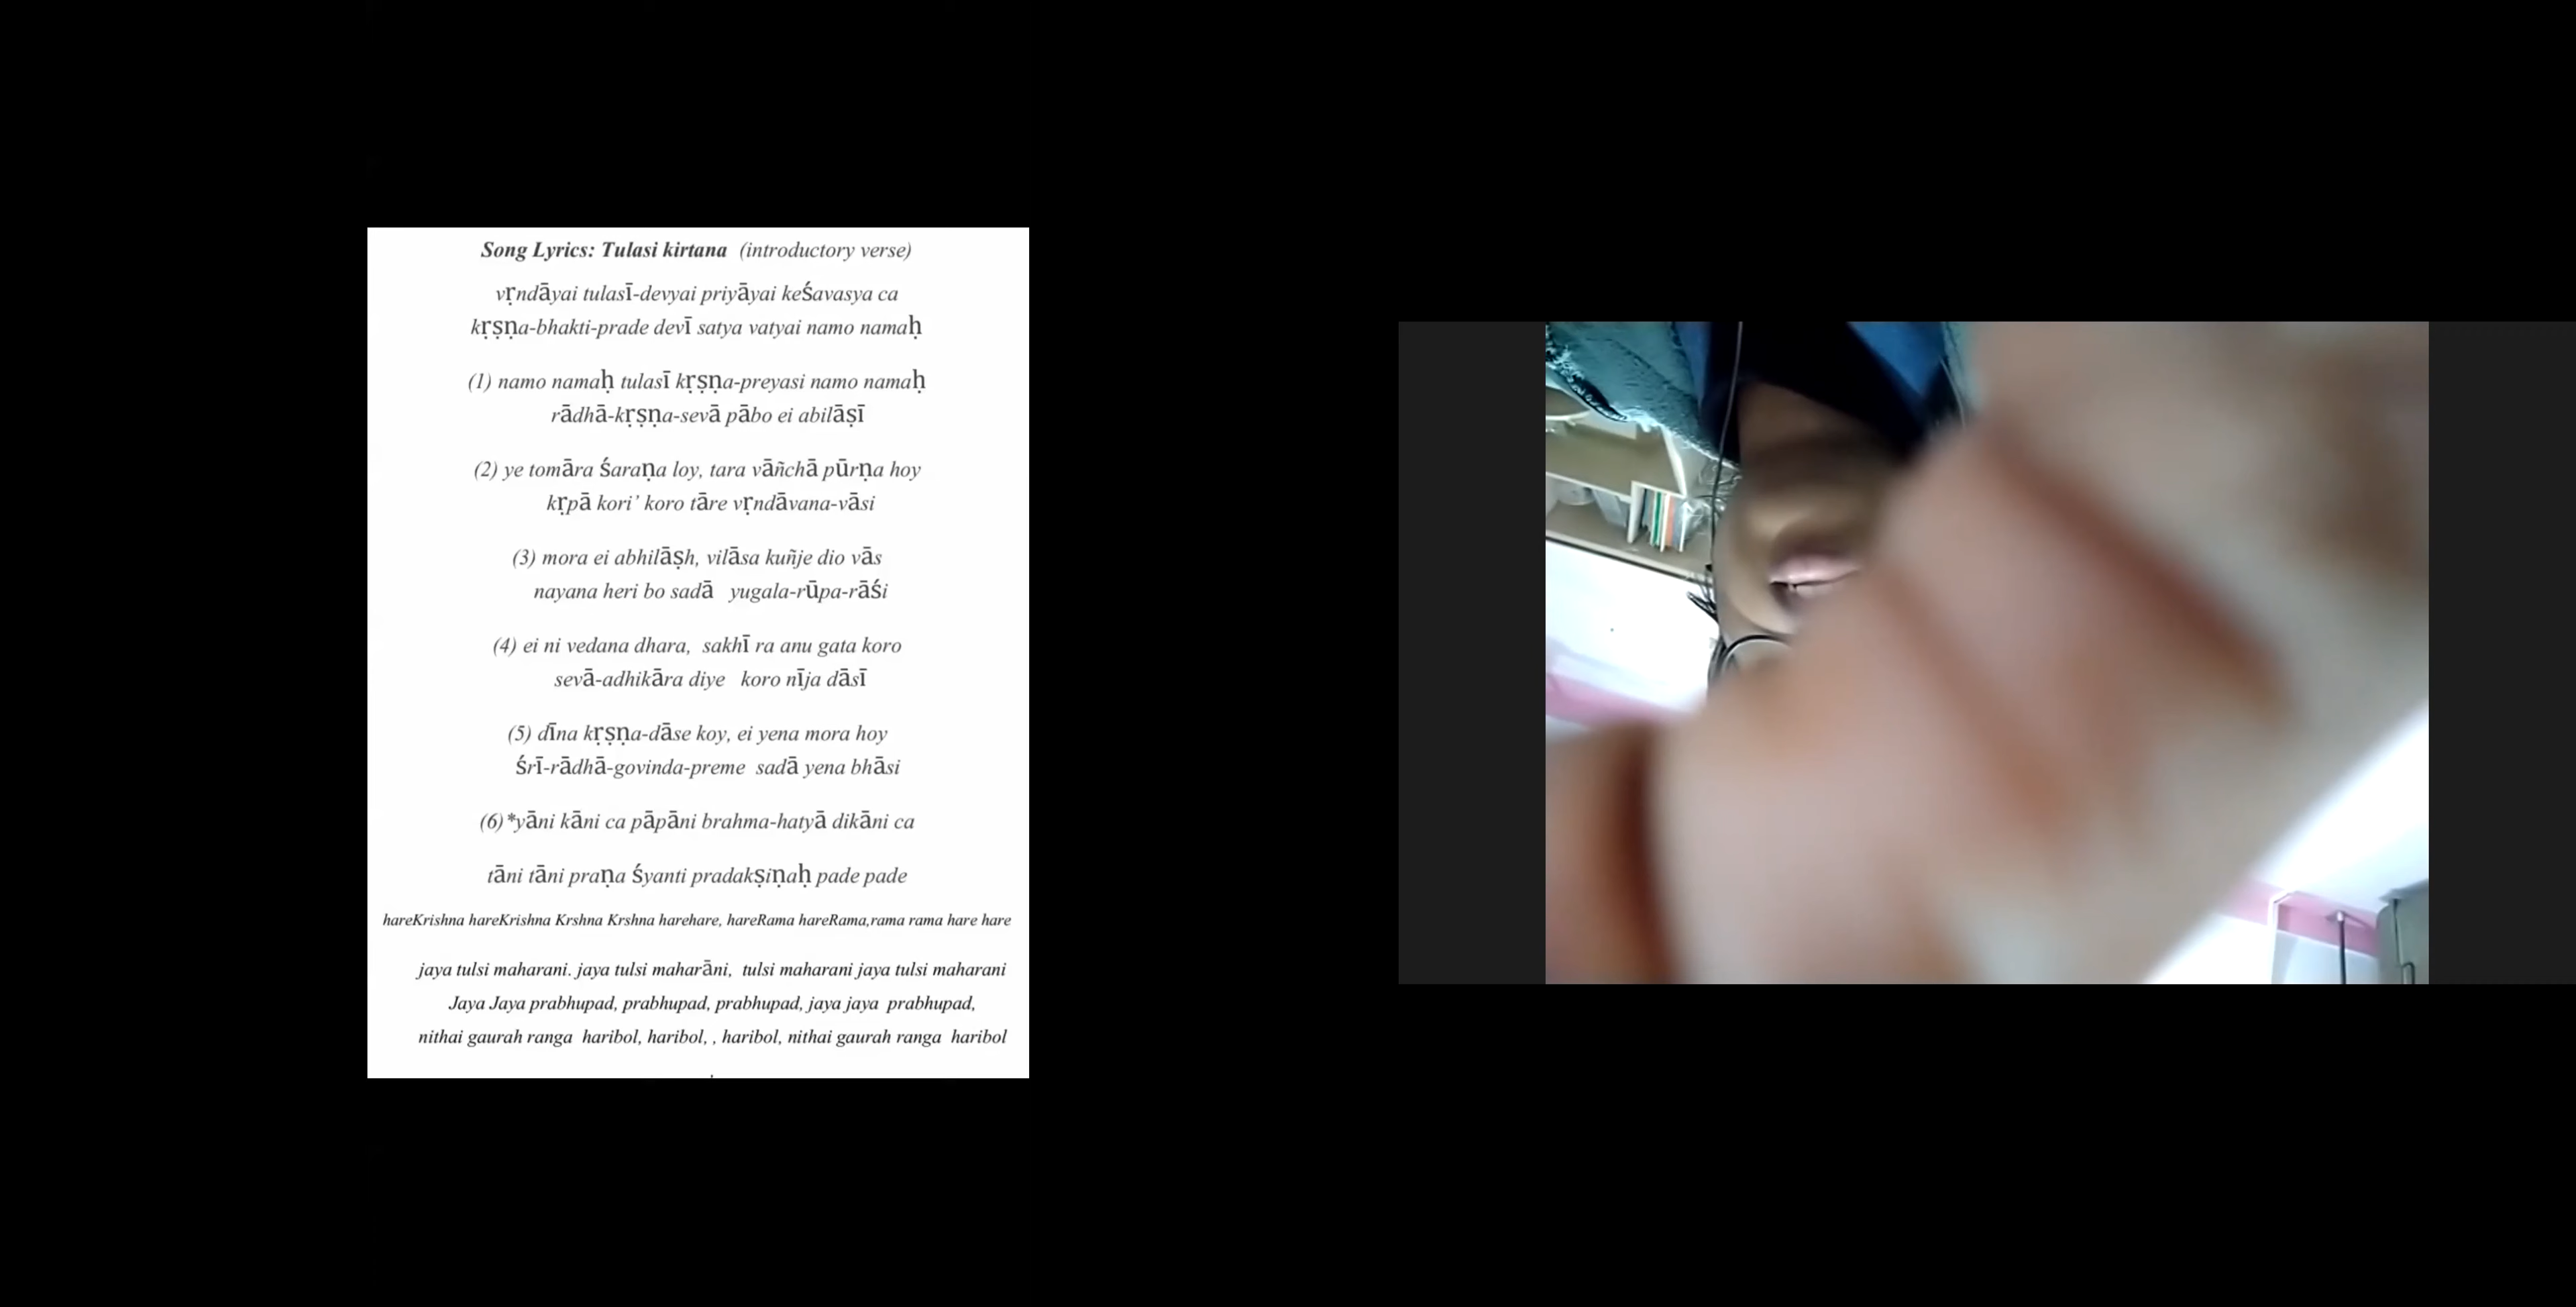 Song Lyrics: Tulasi kirtana (introductory verse)
vṛndāyai tulasī-devyai priyāyai keśavasya ca
kṛṣṇa-bhakti-prade devī satya vatyai namo namaḥ
(1) namo namaḥ tulasī kṛṣṇa-preyasi namo namaḥ
rādhā-kṛṣṇa-sevā pābo ei abilāṣī
(2) ye tomāra śaraṇa loy, tara vāñchā pūrṇa hoy
kṛpā kori’ koro tāre vṛndāvana-vāsi
(3) mora ei abhilāṣh, vilāsa kuñje dio vās
nayana heri bo sadā yugala-rūpa-rāśi
(4) ei ni vedana dhara, sakhī ra anu gata koro
sevā-adhikāra diye koro nīja dāsī
(5) dīna kṛṣṇa-dāse koy, ei yena mora hoy
śrī-rādhā-govinda-preme sadā yena bhāsi
(6)*yāni kāni ca pāpāni brahma-hatyā dikāni ca
tāni tāni praṇa śyanti pradakṣiṇaḥ pade pade
hareKrishna hareKrishna Krshna Krshna harehare, hareRama hareRama,rama rama hare hare
jaya tulsi maharani. jaya tulsi maharāni, tulsi maharani jaya tulsi maharani
Jaya Jaya prabhupad, prabhupad, prabhupad, jaya jaya prabhupad,
nithai gaurah ranga haribol, haribol, , haribol, nithai gaurah ranga haribol